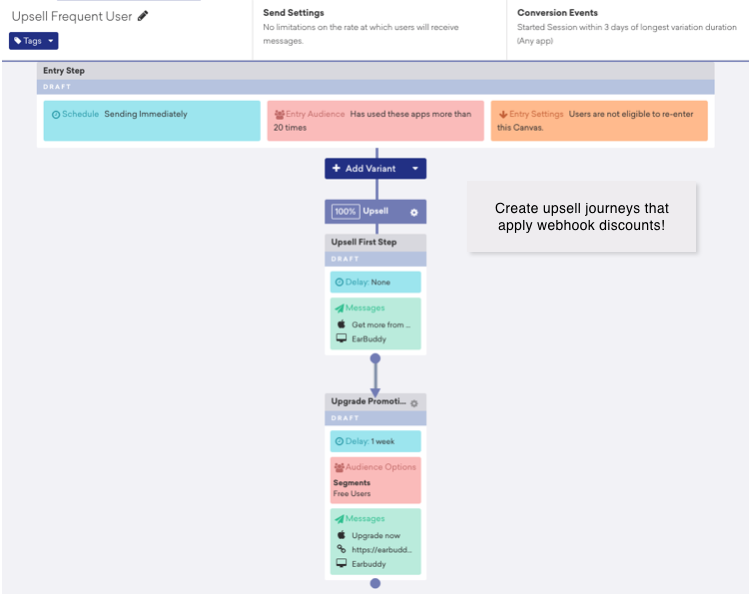 Upsell Frequent User
Tags
Send Settings
No limitations on the rate at which users will receive
messages.
Conversion Events
Started Session within 3 days of longest variation duration
(Any app)
Entry Step
DRAFT
Schedule Sending Immediately
Entry Audience Has used these apps more than
20 times
Entry Settings Users are not eligible to re-enter
this Canvas.
+ Add Variant
100% Upsell
Create upsell journeys that
apply webhook discounts!
Upsell First Step
DRAFT
Delay: None
Messages
Get more from ...
EarBuddy
Upgrade Promoti...
DRAFT
Delay: 1 week
Audience Options
Segments
Free Users
Messages
Upgrade now
https://earbudd...
Earbuddy